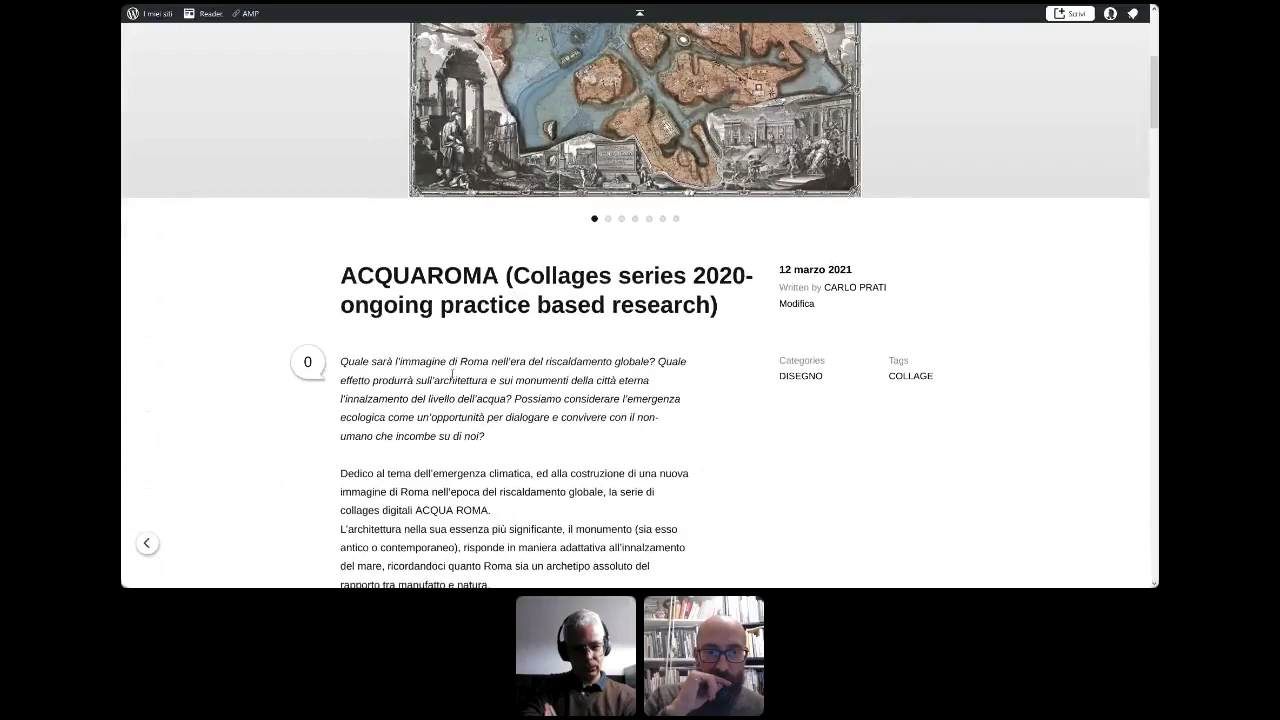 I miei siti
Reader
AMP
Scrivi
ACQUAROMA (Collages series 2020-
ongoing practice based research)
12 marzo 2021
Written by CARLO PRATI
Modifica
0
Quale sarà l’immagine di Roma nell’era del riscaldamento globale? Quale
effetto produrrà sull’architettura e sui monumenti della città eterna
l’innalzamento del livello dell’acqua? Possiamo considerare l’emergenza
ecologica come un’opportunità per dialogare e convivere con il non-
umano che incombe su di noi?
Categories
DISEGNO
Tags
COLLAGE
Dedico al tema dell’emergenza climatica, ed alla costruzione di una nuova
immagine di Roma nell’epoca del riscaldamento globale, la serie di
collages digitali ACQUA ROMA.
L’architettura nella sua essenza più significante, il monumento (sia esso
antico o contemporaneo), risponde in maniera adattativa all’innalzamento
del mare, ricordandoci quanto Roma sia un archetipo assoluto del
rapporto tra manufatto e natura.